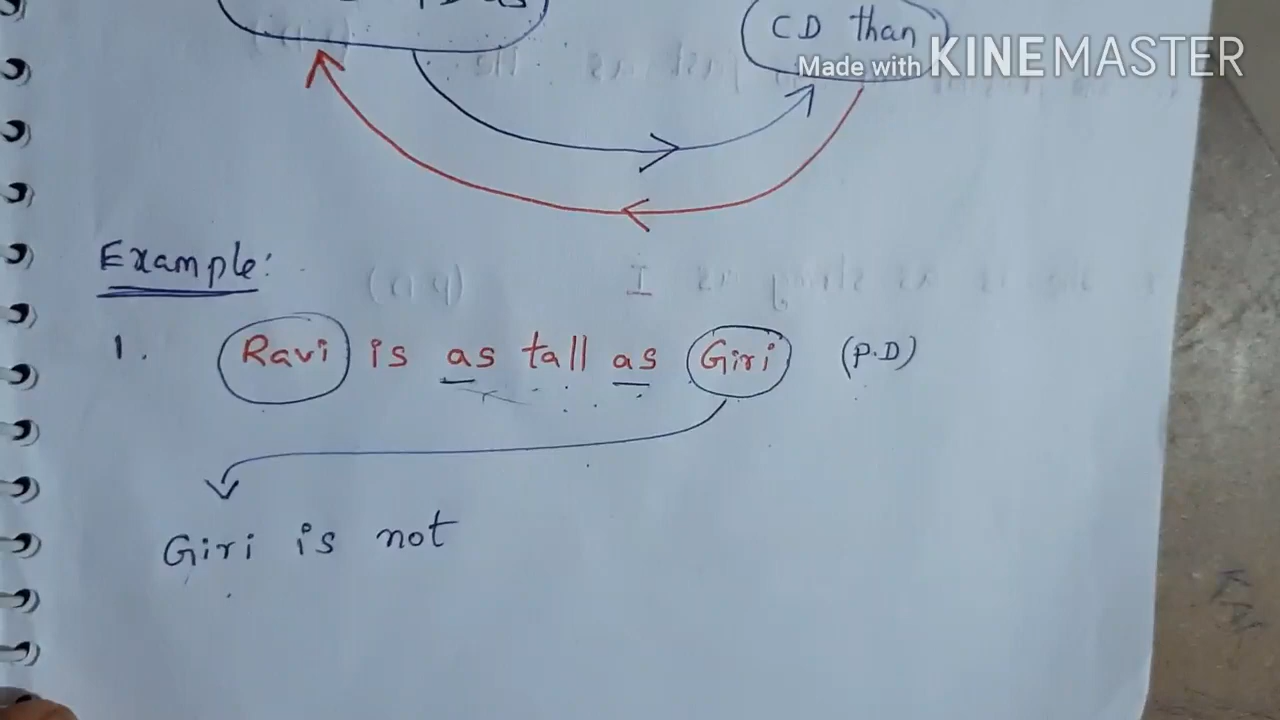 CD than
Made with KINEMASTER
Example:
1. Ravi is as tall as Giri (P.D)
Giri is not